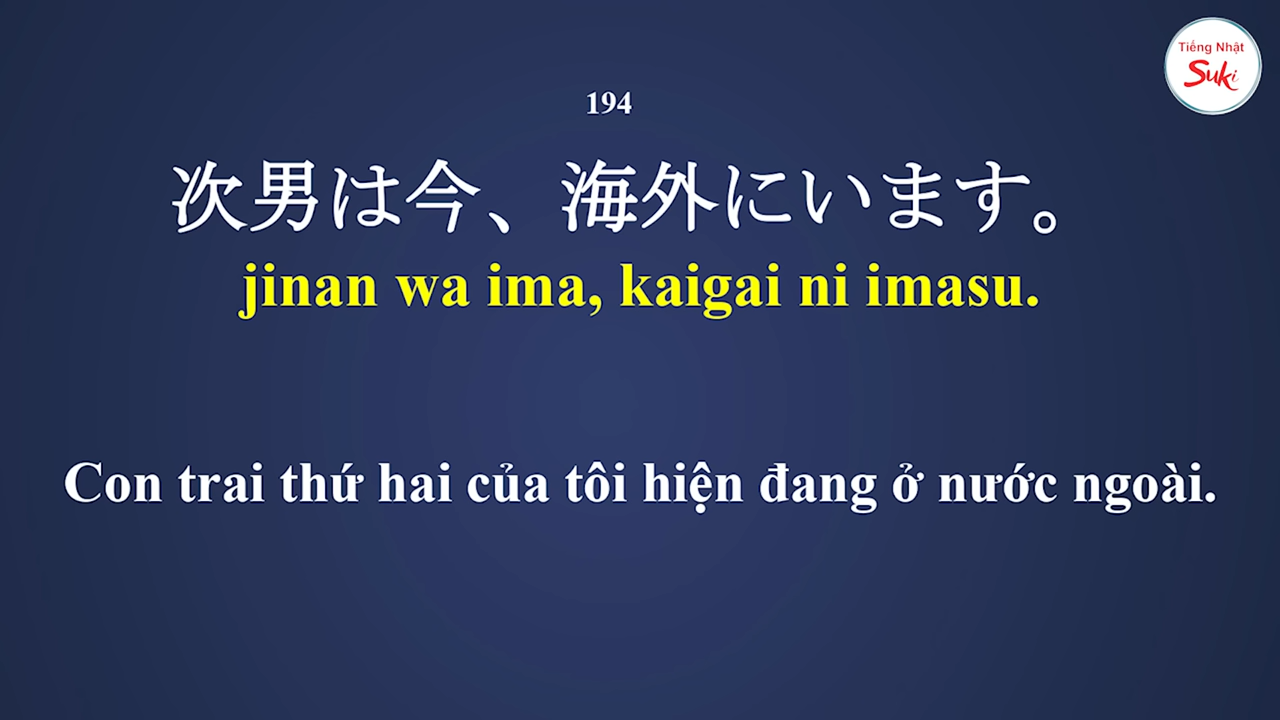 Tiếng Nhật
Suki
194
次男は今、海外にいます。
jinan wa ima, kaigai ni imasu.
Con trai thứ hai của tôi hiện đang ở nước ngoài.